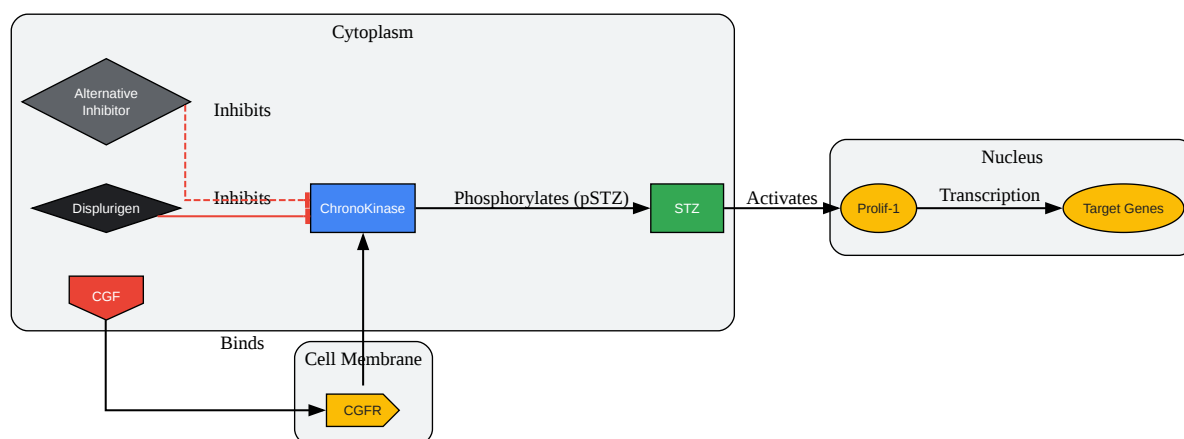 Cytoplasm
Alternative
Inhibitor
Inhibits
Displurigen
Inhibits
ChronoKinase
Phosphorylates (pSTZ)
STZ
Activates
Nucleus
Prolif-1
Transcription
Target Genes
CGF
Binds
Cell Membrane
CGFR